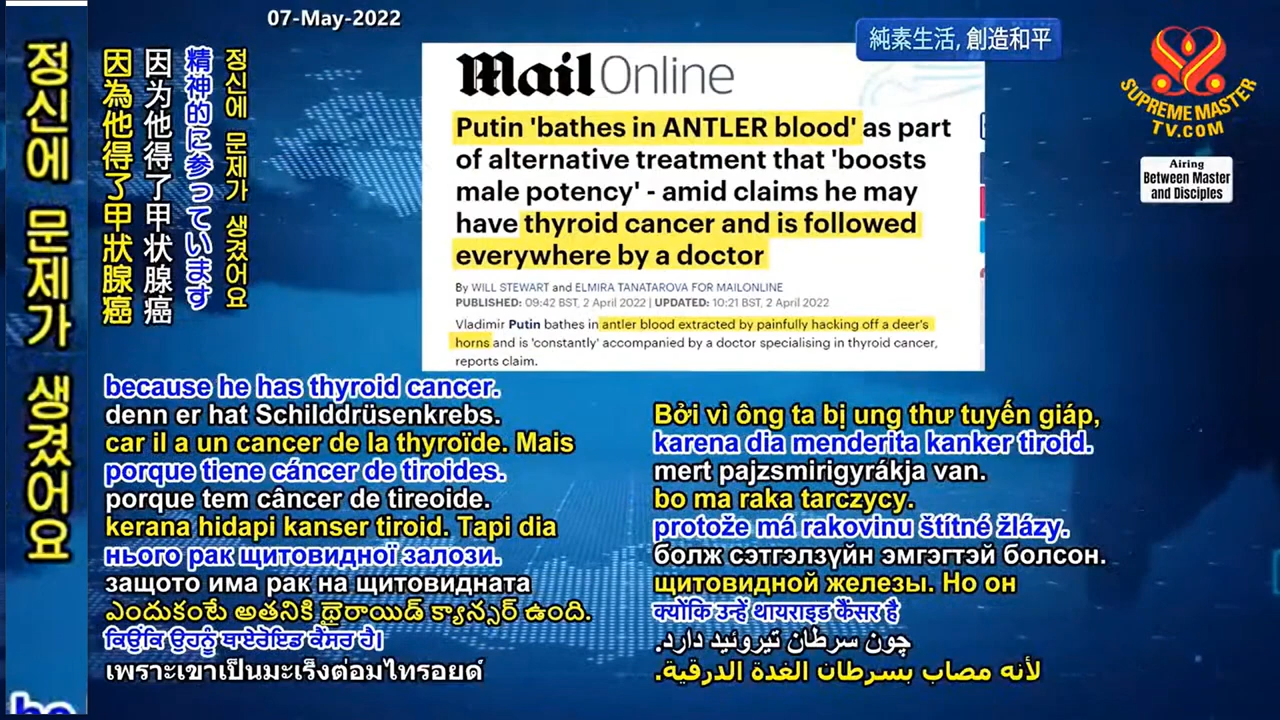 07-May-2022
정신에 문제가 생겼어요
因為他得了甲狀腺癌
因为他得了甲状腺癌
精神的に参っています
정신에 문제가 생겼어요
Mail Online
純素生活, 創造和平
SUPREME MASTER
TV.COM
Airing
Between Master
and Disciples
Putin 'bathes in ANTLER blood' as part
of alternative treatment that 'boosts
male potency' - amid claims he may
have thyroid cancer and is followed
everywhere by a doctor
By WILL STEWART and ELMIRA TANATAROVA FOR MAILONLINE
PUBLISHED: 09:42 BST, 2 April 2022 | UPDATED: 10:21 BST, 2 April 2022
Vladimir Putin bathes in antler blood extracted by painfully hacking off a deer's
horns and is 'constantly' accompanied by a doctor specialising in thyroid cancer,
reports claim.
because he has thyroid cancer.
denn er hat Schilddrüsenkrebs.
car il a un cancer de la thyroïde. Mais
porque tiene cáncer de tiroides.
porque tem câncer de tireoide.
kerana hidapi kanser tiroid. Tapi dia
нього рак щитовидної залози.
защото има рак на щитовидната
ఎందుకంటే అతనికి థైరాయిడ్ క్యాన్సర్ ఉంది.
ਕਿਉਂਕਿ ਉਹਨੂੰ ਥਾਇਰੋਇਡ ਕੈਂਸਰ ਹੈ।
เพราะเขาเป็นมะเร็งต่อมไทรอยด์
Bởi vì ông ta bị ung thư tuyến giáp,
karena dia menderita kanker tiroid.
mert pajzsmirigyrákja van.
bo ma raka tarczycy.
protože má rakovinu štítné žlázy.
болж сэтгэлзүйн эмгэгтэй болсон.
щитовидной железы. Но он
क्योंकि उन्हें थायराइड कैंसर है
چون سرطان تیروئید دارد.
لأنه مصاب بسرطان الغدة الدرقية.
he